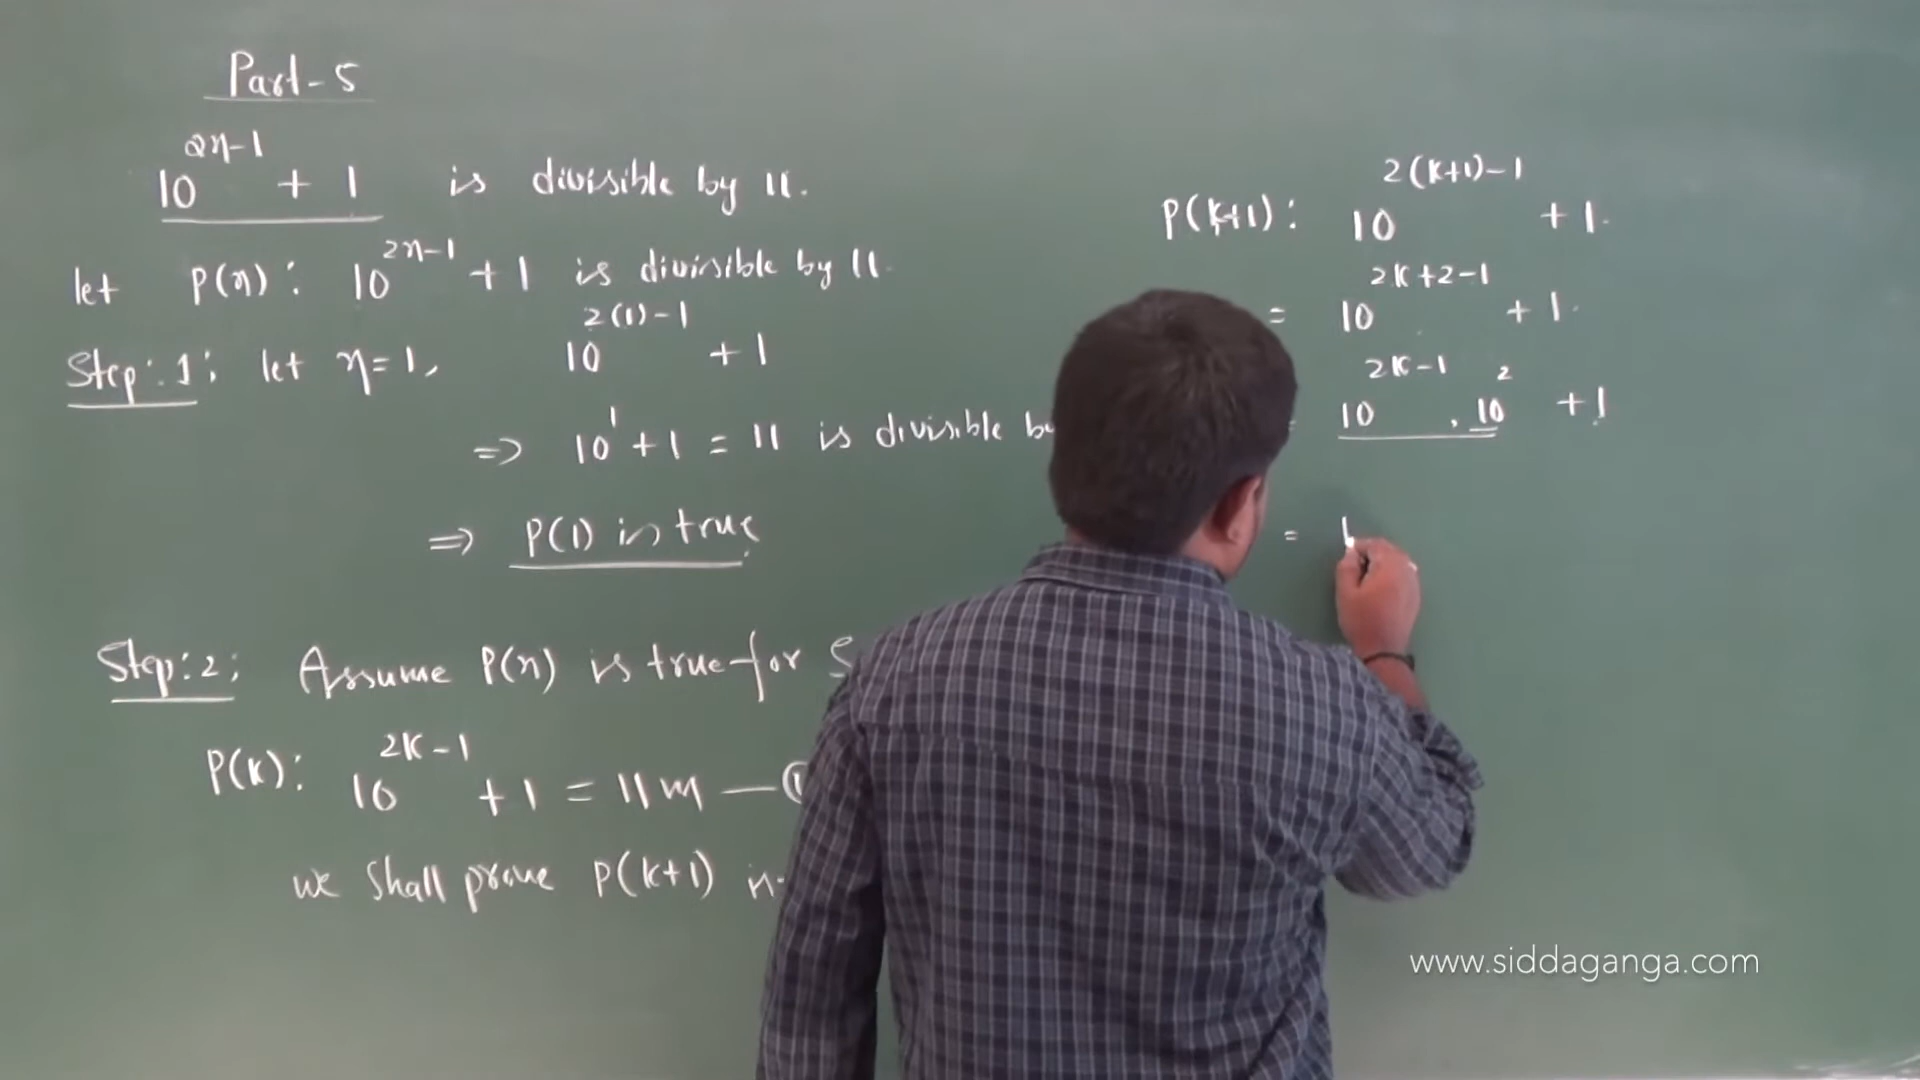 Part-5
10^{2n-1} + 1 is divisible by 11.
let P(n): 10^{2n-1} + 1 is divisible by 11.
Step:1: let n=1, 10^{2(1)-1} + 1
⇒ 10^1 + 1 = 11 is divisible by
⇒ P(1) is true
Step:2: Assume P(n) is true for
P(k): 10^{2k-1} + 1 = 11m — ①
we shall prove P(k+1) is
P(k+1): 10^{2(k+1)-1} + 1.
= 10^{2k+2-1} + 1.
= 10^{2k-1} . 10^2 + 1
= 1
www.siddaganga.com